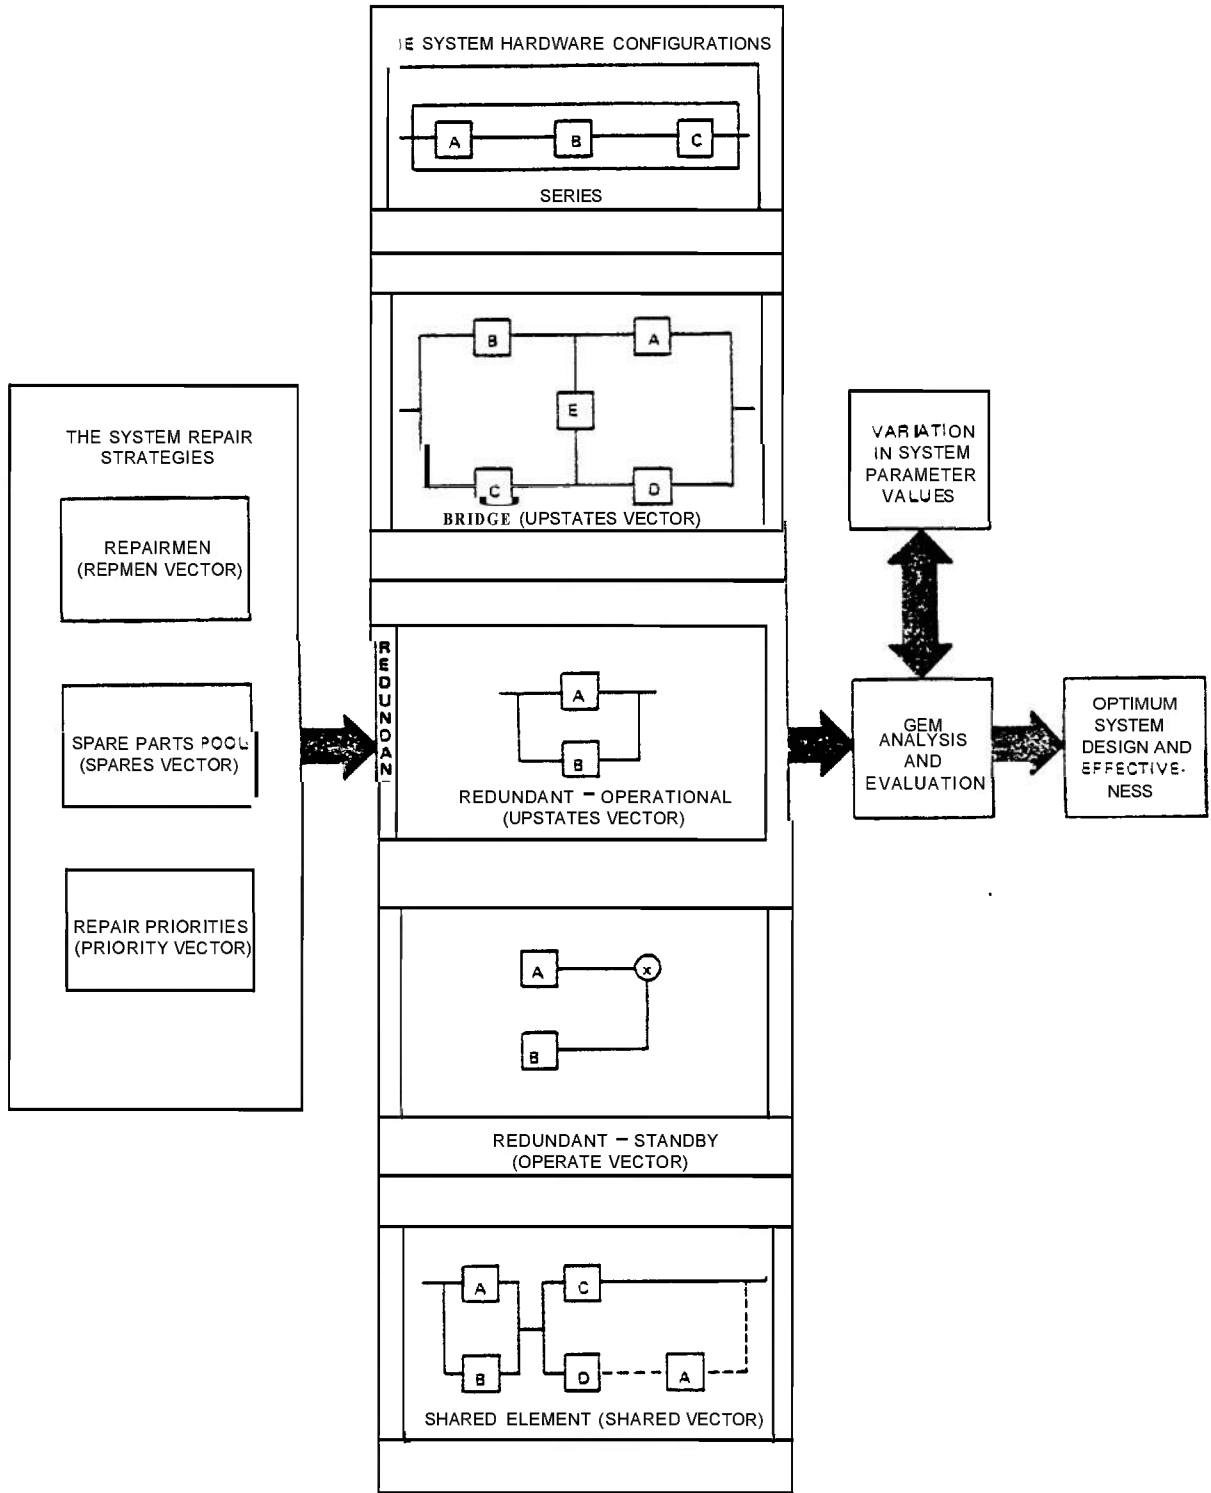 THE SYSTEM REPAIR
STRATEGIES
REPAIRMEN
(REPMEN VECTOR)
SPARE PARTS POOL
(SPARES VECTOR)
REPAIR PRIORITIES
(PRIORITY VECTOR)
SYSTEM HARDWARE CONFIGURATIONS
A
B
C
SERIES
B
A
E
C
D
BRIDGE (UPSTATES VECTOR)
REDUNDAN
A
B
REDUNDANT – OPERATIONAL
(UPSTATES VECTOR)
A
X
B
REDUNDANT – STANDBY
(OPERATE VECTOR)
A
C
B
D
A
SHARED ELEMENT (SHARED VECTOR)
VARIATION
IN SYSTEM
PARAMETER
VALUES
GEM
ANALYSIS
AND
EVALUATION
OPTIMUM
SYSTEM
DESIGN AND
EFFECTIVE-
NESS